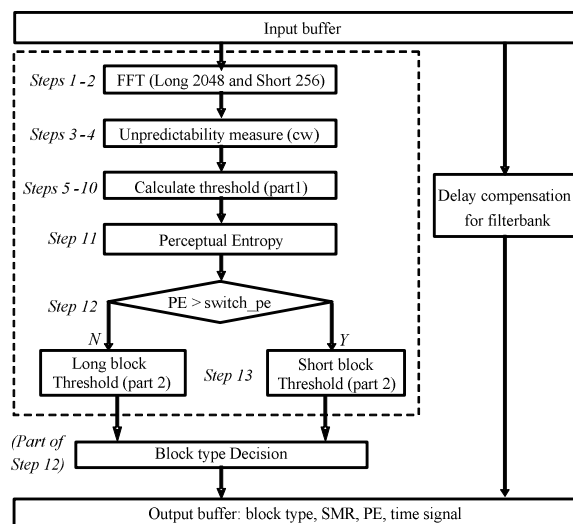 Input buffer
Steps 1-2
FFT (Long 2048 and Short 256)
Steps 3-4
Unpredictability measure (cw)
Steps 5-10
Calculate threshold (part1)
Delay compensation
for filterbank
Step 11
Perceptual Entropy
Step 12
PE > switch_pe
N
Y
Long block
Threshold (part 2)
Step 13
Short block
Threshold (part 2)
(Part of
Step 12)
Block type Decision
Output buffer: block type, SMR, PE, time signal